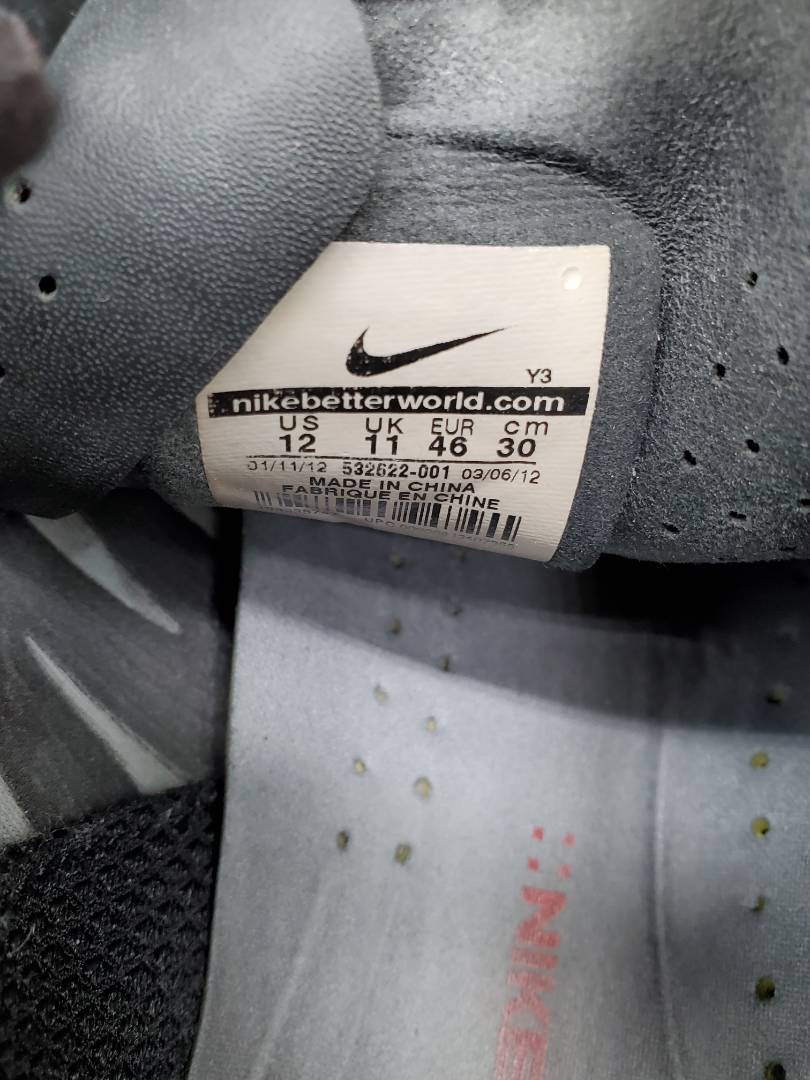 Y3
nikebetterworld.com
US UK EUR cm
12 11 46 30
01/11/12 532622-001 03/06/12
MADE IN CHINA
FABRIQUE EN CHINE
UPC
NIKE